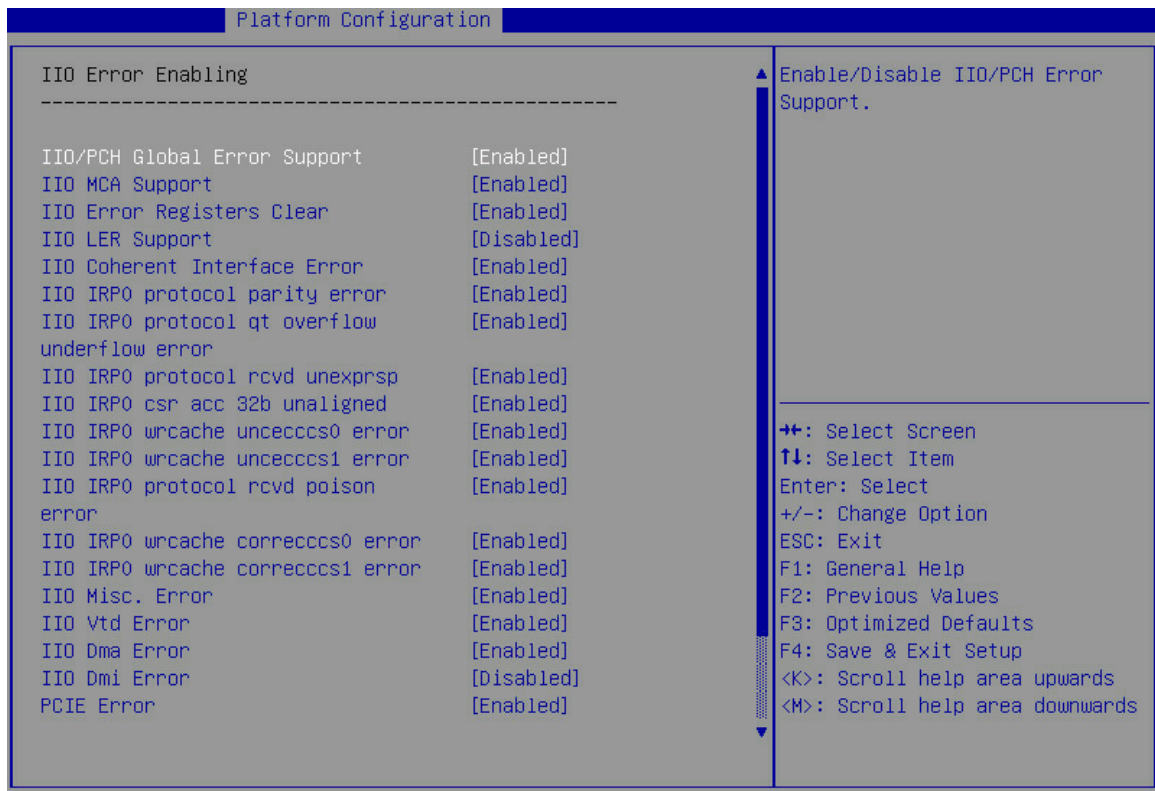 Platform Configuration
IIO Error Enabling
--------------------------------------------------
IIO/PCH Global Error Support [Enabled]
IIO MCA Support [Enabled]
IIO Error Registers Clear [Enabled]
IIO LER Support [Disabled]
IIO Coherent Interface Error [Enabled]
IIO IRP0 protocol parity error [Enabled]
IIO IRP0 protocol qt overflow [Enabled]
underflow error
IIO IRP0 protocol rcvd unexprsp [Enabled]
IIO IRP0 csr acc 32b unaligned [Enabled]
IIO IRP0 wrcache uncecccs0 error [Enabled]
IIO IRP0 wrcache uncecccs1 error [Enabled]
IIO IRP0 protocol rcvd poison [Enabled]
error
IIO IRP0 wrcache correcccs0 error [Enabled]
IIO IRP0 wrcache correcccs1 error [Enabled]
IIO Misc. Error [Enabled]
IIO Vtd Error [Enabled]
IIO Dma Error [Enabled]
IIO Dmi Error [Disabled]
PCIE Error [Enabled]
Enable/Disable IIO/PCH Error
Support.
→←: Select Screen
↑↓: Select Item
Enter: Select
+/-: Change Option
ESC: Exit
F1: General Help
F2: Previous Values
F3: Optimized Defaults
F4: Save & Exit Setup
<K>: Scroll help area upwards
<M>: Scroll help area downwards